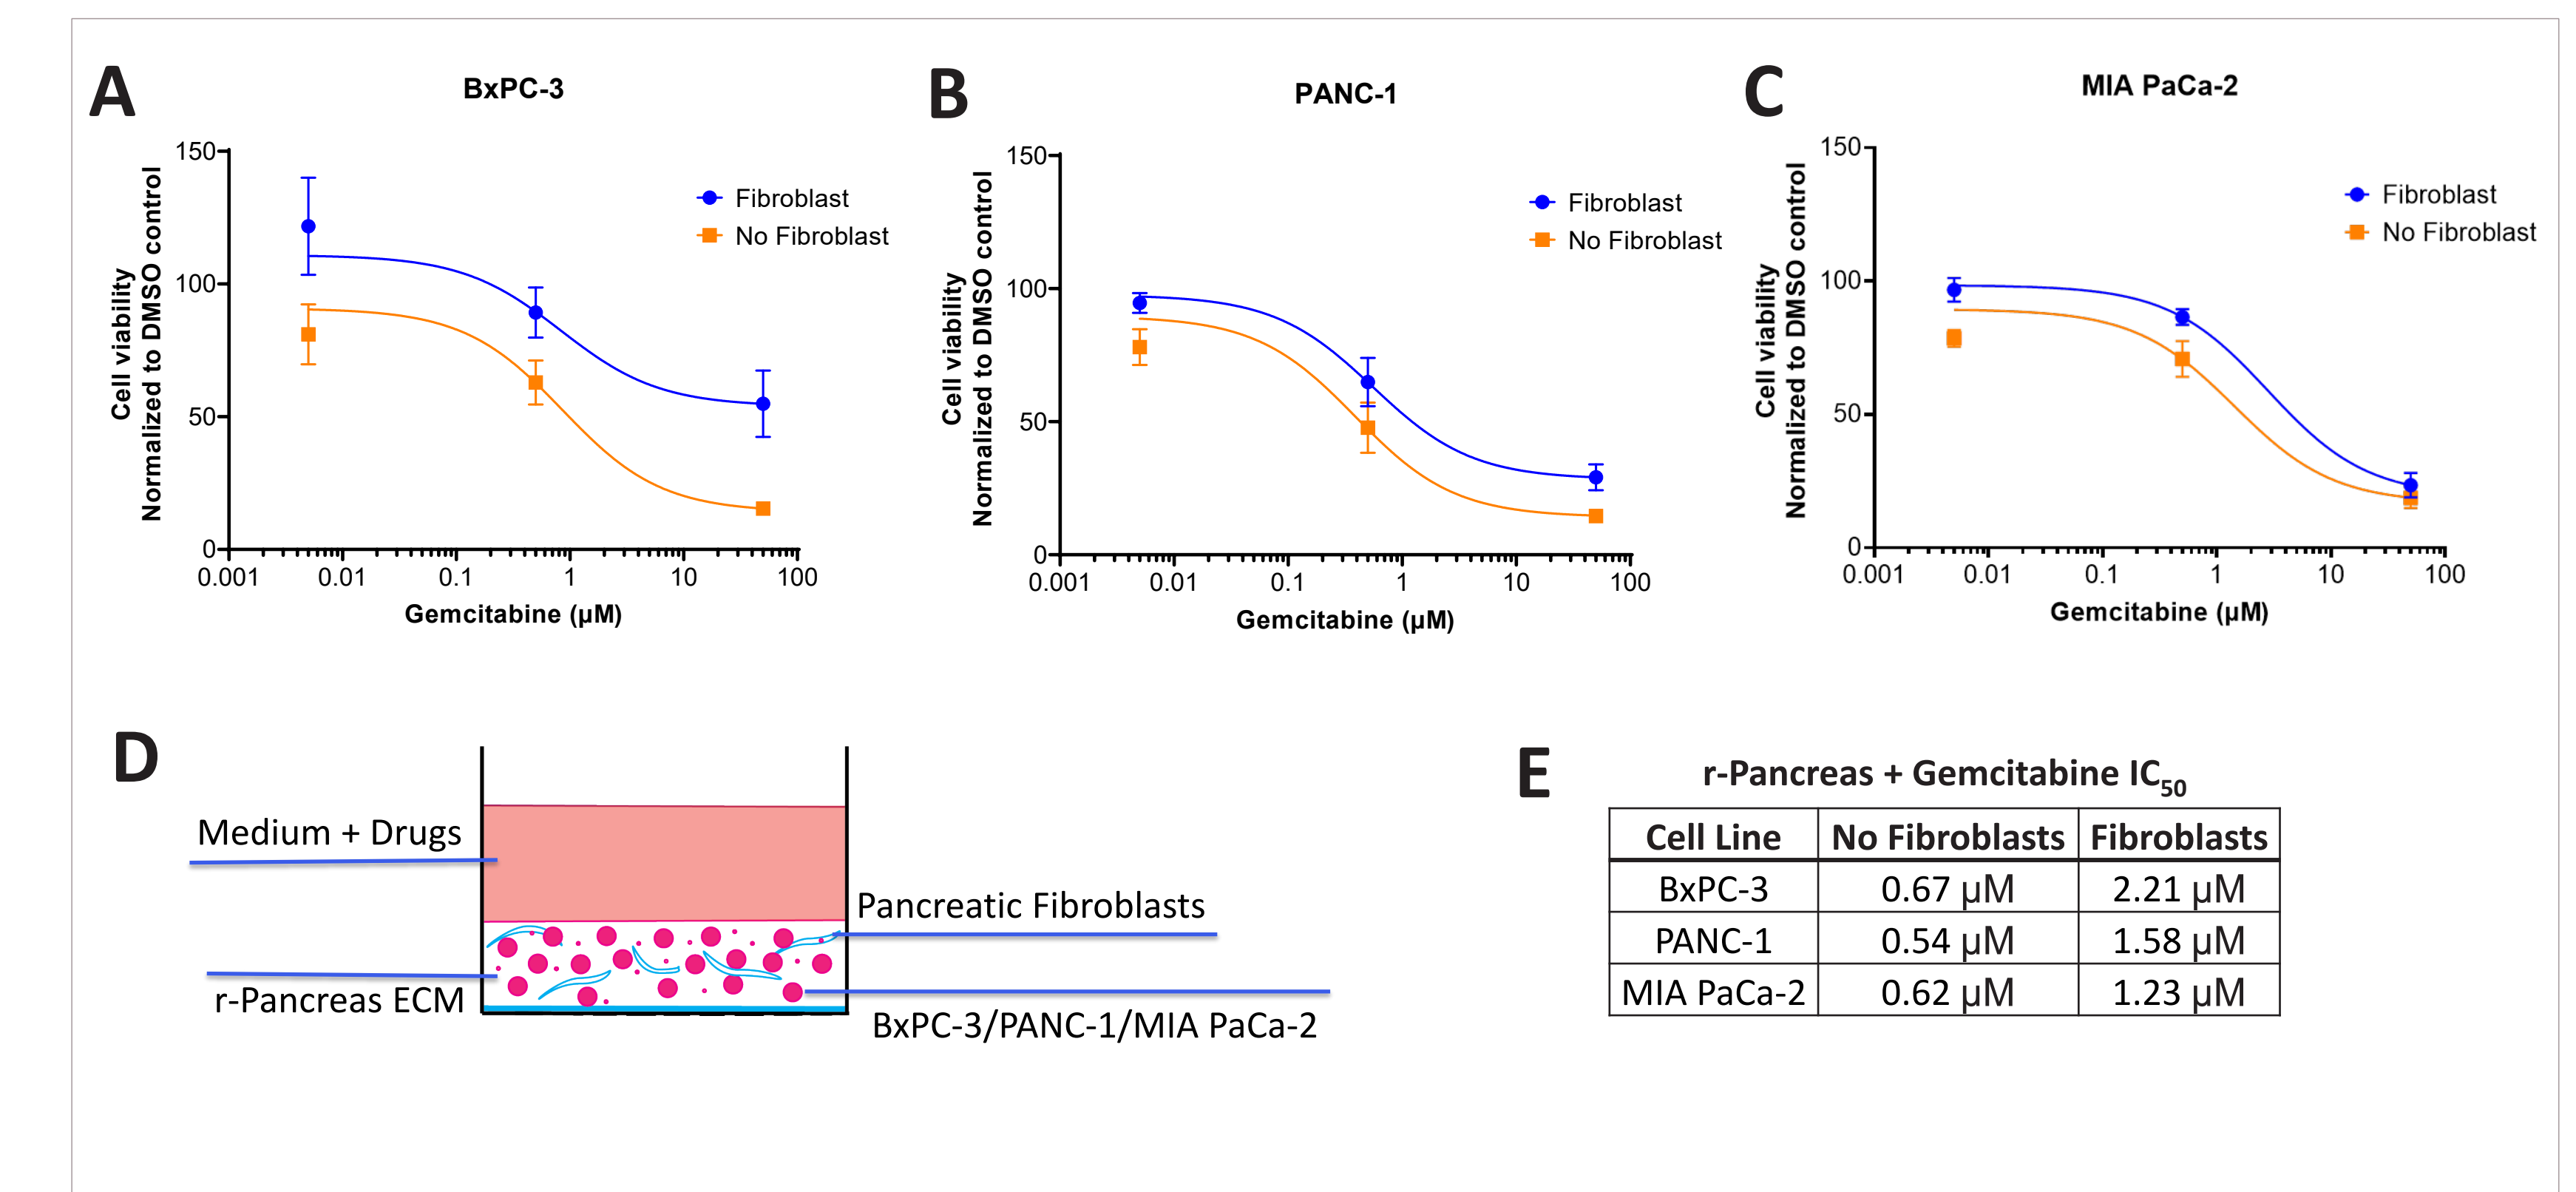 A
BxPC-3
150
100
50
0
0.001
0.01
0.1
1
10
100
Cell viability
Normalized to DMSO control
Gemcitabine (µM)
Fibroblast
No Fibroblast
B
PANC-1
150
100
50
0
0.001
0.01
0.1
1
10
100
Cell viability
Normalized to DMSO control
Gemcitabine (µM)
Fibroblast
No Fibroblast
C
MIA PaCa-2
150
100
50
0
0.001
0.01
0.1
1
10
100
Cell viability
Normalized to DMSO control
Gemcitabine (µM)
Fibroblast
No Fibroblast
D
Medium + Drugs
Pancreatic Fibroblasts
r-Pancreas ECM
BxPC-3/PANC-1/MIA PaCa-2
E
r-Pancreas + Gemcitabine IC50
Cell Line No Fibroblasts Fibroblasts
BxPC-3 0.67 µM 2.21 µM
PANC-1 0.54 µM 1.58 µM
MIA PaCa-2 0.62 µM 1.23 µM